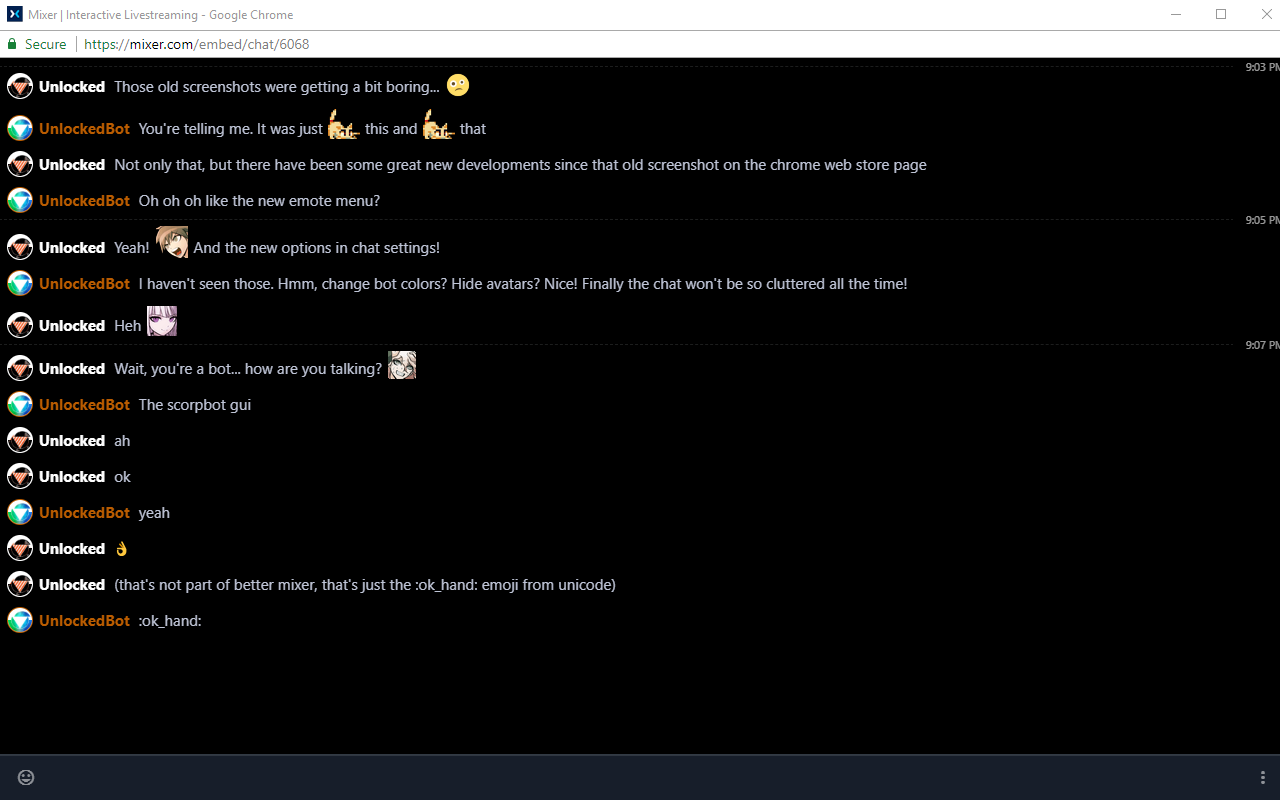 Mixer | Interactive Livestreaming - Google Chrome
Secure | https://mixer.com/embed/chat/6068
9:03 PM
Unlocked Those old screenshots were getting a bit boring... 😕
UnlockedBot You're telling me. It was just this and that
Unlocked Not only that, but there have been some great new developments since that old screenshot on the chrome web store page
UnlockedBot Oh oh oh like the new emote menu?
9:05 PM
Unlocked Yeah! And the new options in chat settings!
UnlockedBot I haven't seen those. Hmm, change bot colors? Hide avatars? Nice! Finally the chat won't be so cluttered all the time!
Unlocked Heh
9:07 PM
Unlocked Wait, you're a bot... how are you talking?
UnlockedBot The scorpbot gui
Unlocked ah
Unlocked ok
UnlockedBot yeah
Unlocked 👌
Unlocked (that's not part of better mixer, that's just the :ok_hand: emoji from unicode)
UnlockedBot :ok_hand: